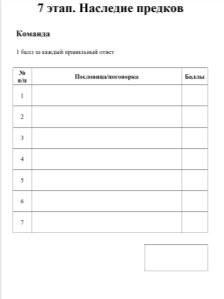 7 этап. Наследие предков
Команда
1 балл за каждый правильный ответ
№ п/п Пословица/поговорка Баллы
1
2
3
4
5
6
7